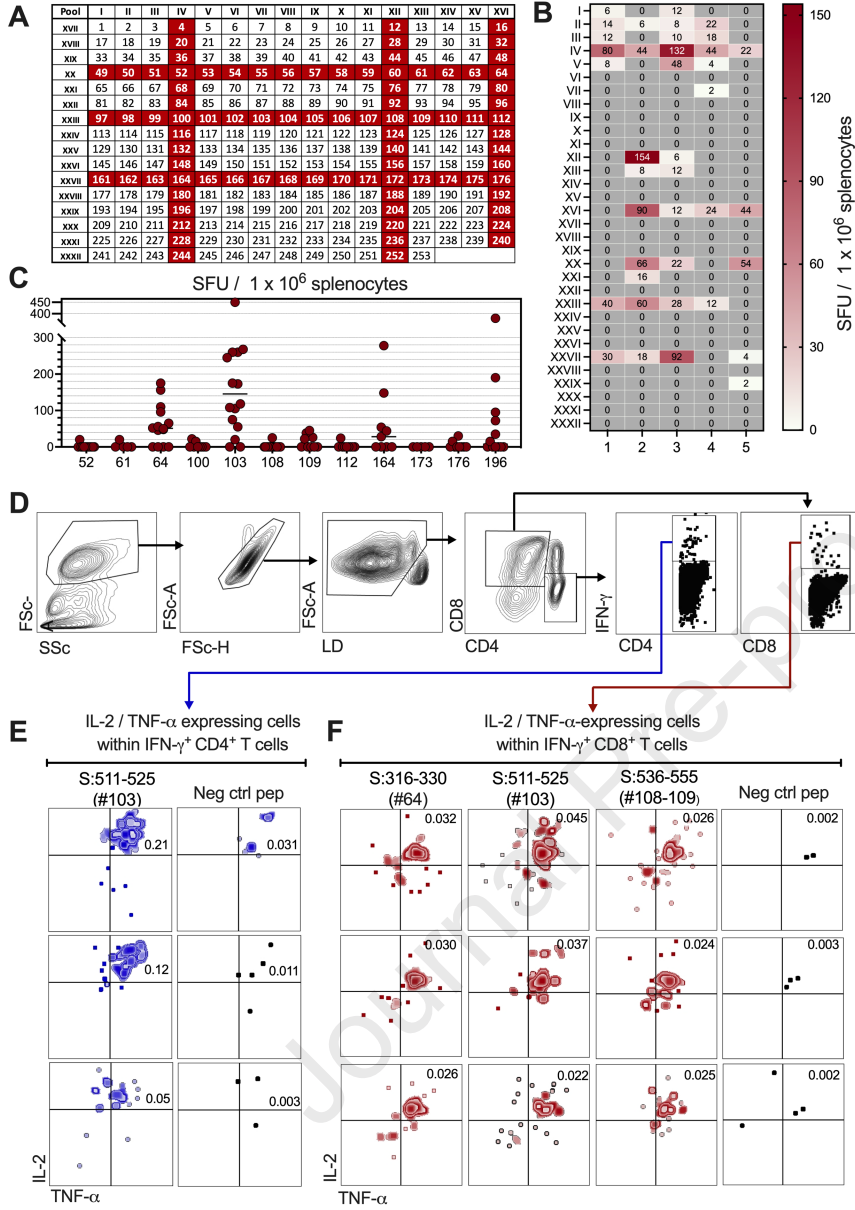 A
Pool I II III IV V VI VII VIII IX X XI XII XIII XIV XV XVI
XVII 1 2 3 4 5 6 7 8 9 10 11 12 13 14 15 16
XVIII 17 18 19 20 21 22 23 24 25 26 27 28 29 30 31 32
XIX 33 34 35 36 37 38 39 40 41 42 43 44 45 46 47 48
XX 49 50 51 52 53 54 55 56 57 58 59 60 61 62 63 64
XXI 65 66 67 68 69 70 71 72 73 74 75 76 77 78 79 80
XXII 81 82 83 84 85 86 87 88 89 90 91 92 93 94 95 96
XXIII 97 98 99 100 101 102 103 104 105 106 107 108 109 110 111 112
XXIV 113 114 115 116 117 118 119 120 121 122 123 124 125 126 127 128
XXV 129 130 131 132 133 134 135 136 137 138 139 140 141 142 143 144
XXVI 145 146 147 148 149 150 151 152 153 154 155 156 157 158 159 160
XXVII 161 162 163 164 165 166 167 168 169 170 171 172 173 174 175 176
XXVIII 177 178 179 180 181 182 183 184 185 186 187 188 189 190 191 192
XXIX 193 194 195 196 197 198 199 200 201 202 203 204 205 206 207 208
XXX 209 210 211 212 213 214 215 216 217 218 219 220 221 222 223 224
XXXI 225 226 227 228 229 230 231 232 233 234 235 236 237 238 239 240
XXXII 241 242 243 244 245 246 247 248 249 250 251 252 253
B
I 6 0 12 0 0
II 14 6 8 22 0
III 12 0 10 18 0
IV 80 44 132 44 22
V 8 0 48 4 0
VI 0 0 0 0 0
VII 0 0 0 2 0
VIII 0 0 0 0 0
IX 0 0 0 0 0
X 0 0 0 0 0
XI 0 0 0 0 0
XII 0 154 6 0 0
XIII 0 8 12 0 0
XIV 0 0 0 0 0
XV 0 0 0 0 0
XVI 0 90 12 24 44
XVII 0 0 0 0 0
XVIII 0 0 0 0 0
XIX 0 0 0 0 0
XX 0 66 22 0 54
XXI 0 16 0 0 0
XXII 0 0 0 0 0
XXIII 40 60 28 12 0
XXIV 0 0 0 0 0
XXV 0 0 0 0 0
XXVI 0 0 0 0 0
XXVII 30 18 92 0 4
XXVIII 0 0 0 0 0
XXIX 0 0 0 0 2
XXX 0 0 0 0 0
XXXI 0 0 0 0 0
XXXII 0 0 0 0 0
1 2 3 4 5
150
120
90
60
30
0
SFU / 1 x 10⁶ splenocytes
C
SFU / 1 x 10⁶ splenocytes
450
400
300
200
100
0
52 61 64 100 103 108 109 112 164 173 176 196
D
FSc-
SSc
FSc-A
FSc-H
FSc-A
LD
CD8
CD4
IFN-γ
CD4
CD8
E
IL-2 / TNF-α expressing cells
within IFN-γ⁺ CD4⁺ T cells
S:511-525
(#103)
Neg ctrl pep
0.21
0.031
0.12
0.011
0.05
0.003
IL-2
TNF-α
F
IL-2 / TNF-α-expressing cells
within IFN-γ⁺ CD8⁺ T cells
S:316-330
(#64)
S:511-525
(#103)
S:536-555
(#108-109)
Neg ctrl pep
0.032
0.045
0.026
0.002
0.030
0.037
0.024
0.003
0.026
0.022
0.025
0.002
IL-2
TNF-α
Journal Pre-pro